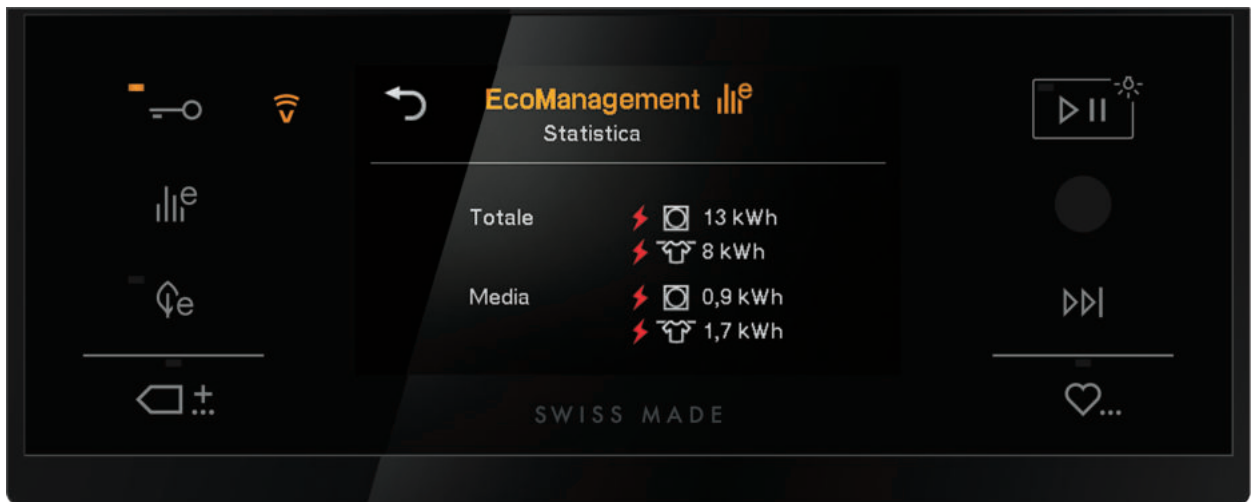 EcoManagement
Statistica
Totale 13 kWh
8 kWh
Media 0,9 kWh
1,7 kWh
e
e
SWISS MADE